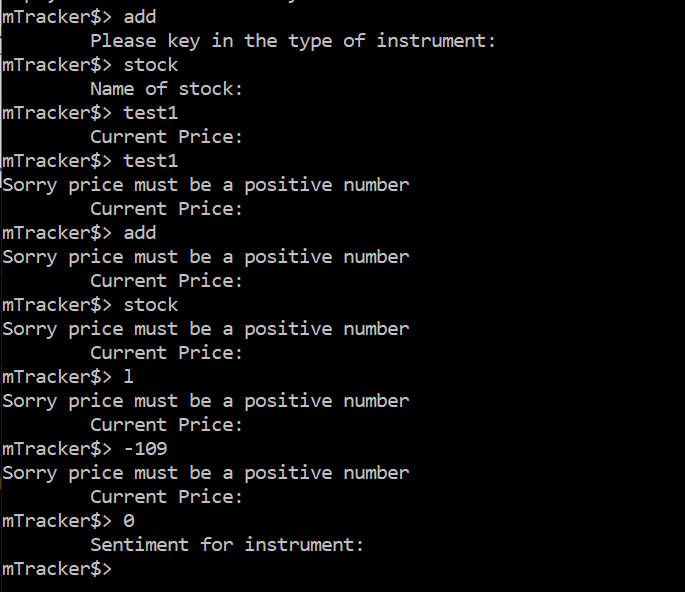 mTracker$> add
Please key in the type of instrument:
mTracker$> stock
Name of stock:
mTracker$> test1
Current Price:
mTracker$> test1
Sorry price must be a positive number
Current Price:
mTracker$> add
Sorry price must be a positive number
Current Price:
mTracker$> stock
Sorry price must be a positive number
Current Price:
mTracker$> l
Sorry price must be a positive number
Current Price:
mTracker$> -109
Sorry price must be a positive number
Current Price:
mTracker$> 0
Sentiment for instrument:
mTracker$>